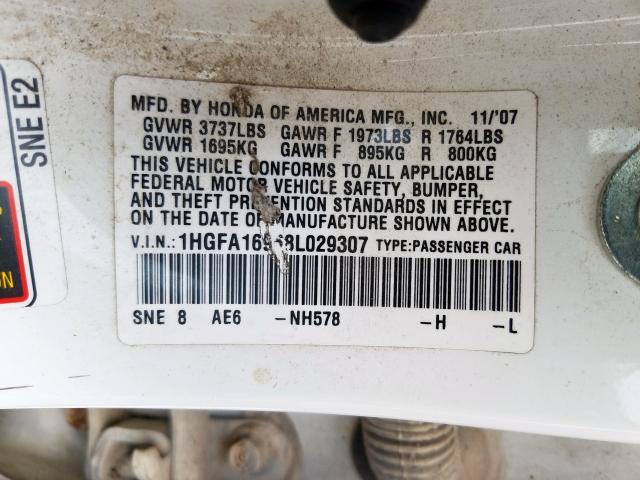 SNE E2
ON
MFD. BY HONDA OF AMERICA MFG., INC. 11/'07
GVWR 3737LBS GAWR F 1973LBS R 1764LBS
GVWR 1695KG GAWR F 895KG R 800KG
THIS VEHICLE CONFORMS TO ALL APPLICABLE
FEDERAL MOTOR VEHICLE SAFETY, BUMPER,
AND THEFT PREVENTION STANDARDS IN EFFECT
ON THE DATE OF MANUFACTURE SHOWN ABOVE.
V.I.N.: TYPE:PASSENGER CAR
SNE 8 AE6 -NH578 -H -L